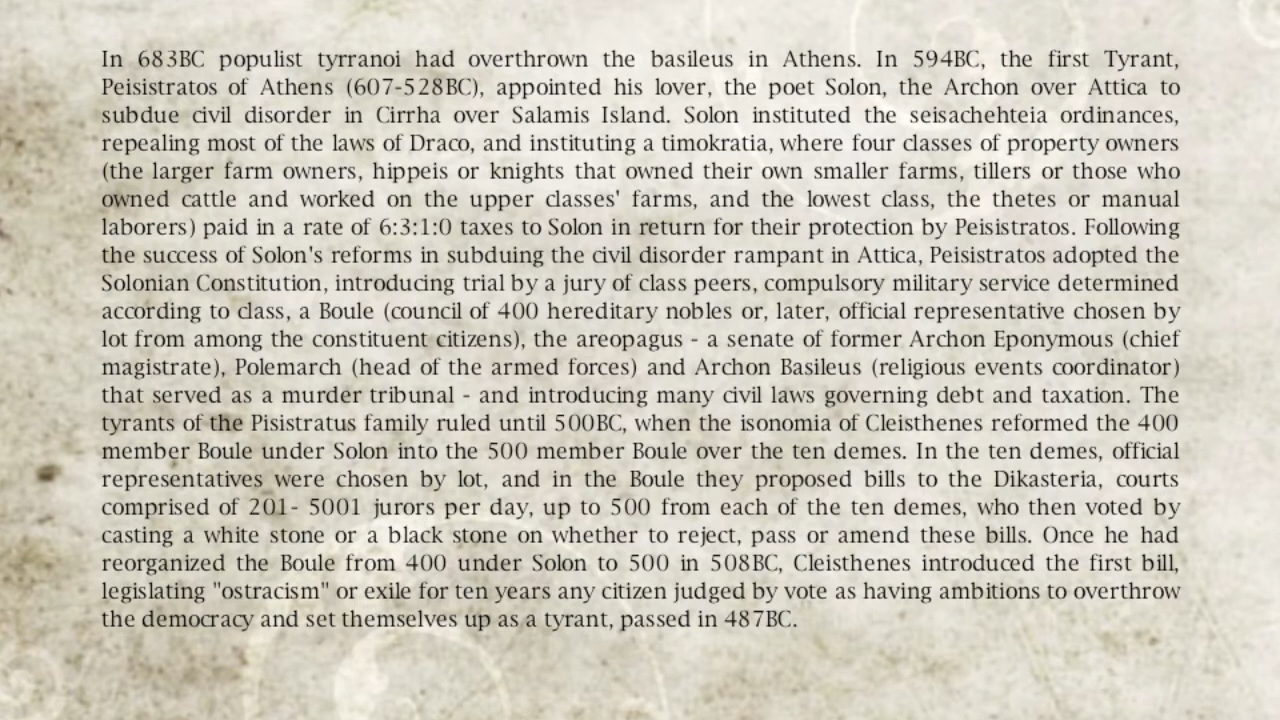 In 683BC populist tyrranoi had overthrown the basileus in Athens. In 594BC, the first Tyrant,
Peisistratos of Athens (607-528BC), appointed his lover, the poet Solon, the Archon over Attica to
subdue civil disorder in Cirrha over Salamis Island. Solon instituted the seisachehteia ordinances,
repealing most of the laws of Draco, and instituting a timokratia, where four classes of property owners
(the larger farm owners, hippeis or knights that owned their own smaller farms, tillers or those who
owned cattle and worked on the upper classes' farms, and the lowest class, the thetes or manual
laborers) paid in a rate of 6:3:1:0 taxes to Solon in return for their protection by Peisistratos. Following
the success of Solon's reforms in subduing the civil disorder rampant in Attica, Peisistratos adopted the
Solonian Constitution, introducing trial by a jury of class peers, compulsory military service determined
according to class, a Boule (council of 400 hereditary nobles or, later, official representative chosen by
lot from among the constituent citizens), the areopagus - a senate of former Archon Eponymous (chief
magistrate), Polemarch (head of the armed forces) and Archon Basileus (religious events coordinator)
that served as a murder tribunal - and introducing many civil laws governing debt and taxation. The
tyrants of the Pisistratus family ruled until 500BC, when the isonomia of Cleisthenes reformed the 400
member Boule under Solon into the 500 member Boule over the ten demes. In the ten demes, official
representatives were chosen by lot, and in the Boule they proposed bills to the Dikasteria, courts
comprised of 201- 5001 jurors per day, up to 500 from each of the ten demes, who then voted by
casting a white stone or a black stone on whether to reject, pass or amend these bills. Once he had
reorganized the Boule from 400 under Solon to 500 in 508BC, Cleisthenes introduced the first bill,
legislating "ostracism" or exile for ten years any citizen judged by vote as having ambitions to overthrow
the democracy and set themselves up as a tyrant, passed in 487BC.